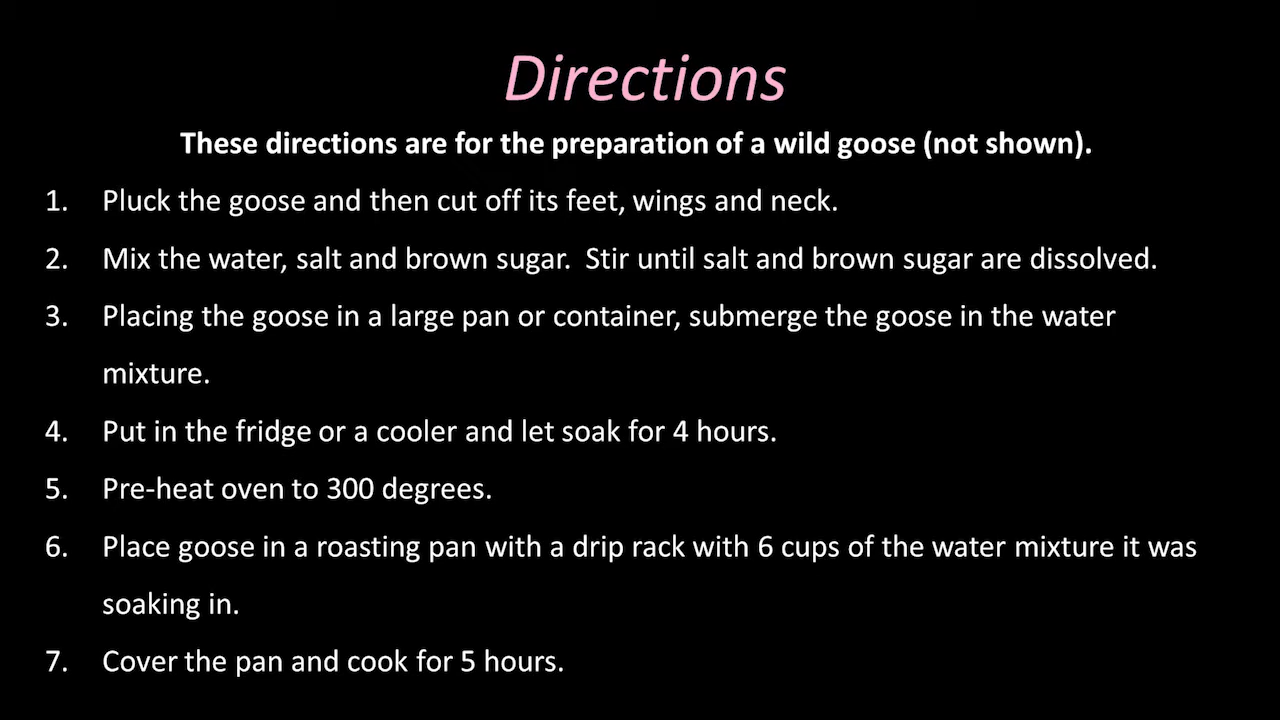 Directions
These directions are for the preparation of a wild goose (not shown).
1. Pluck the goose and then cut off its feet, wings and neck.
2. Mix the water, salt and brown sugar.  Stir until salt and brown sugar are dissolved.
3. Placing the goose in a large pan or container, submerge the goose in the water
mixture.
4. Put in the fridge or a cooler and let soak for 4 hours.
5. Pre-heat oven to 300 degrees.
6. Place goose in a roasting pan with a drip rack with 6 cups of the water mixture it was
soaking in.
7. Cover the pan and cook for 5 hours.